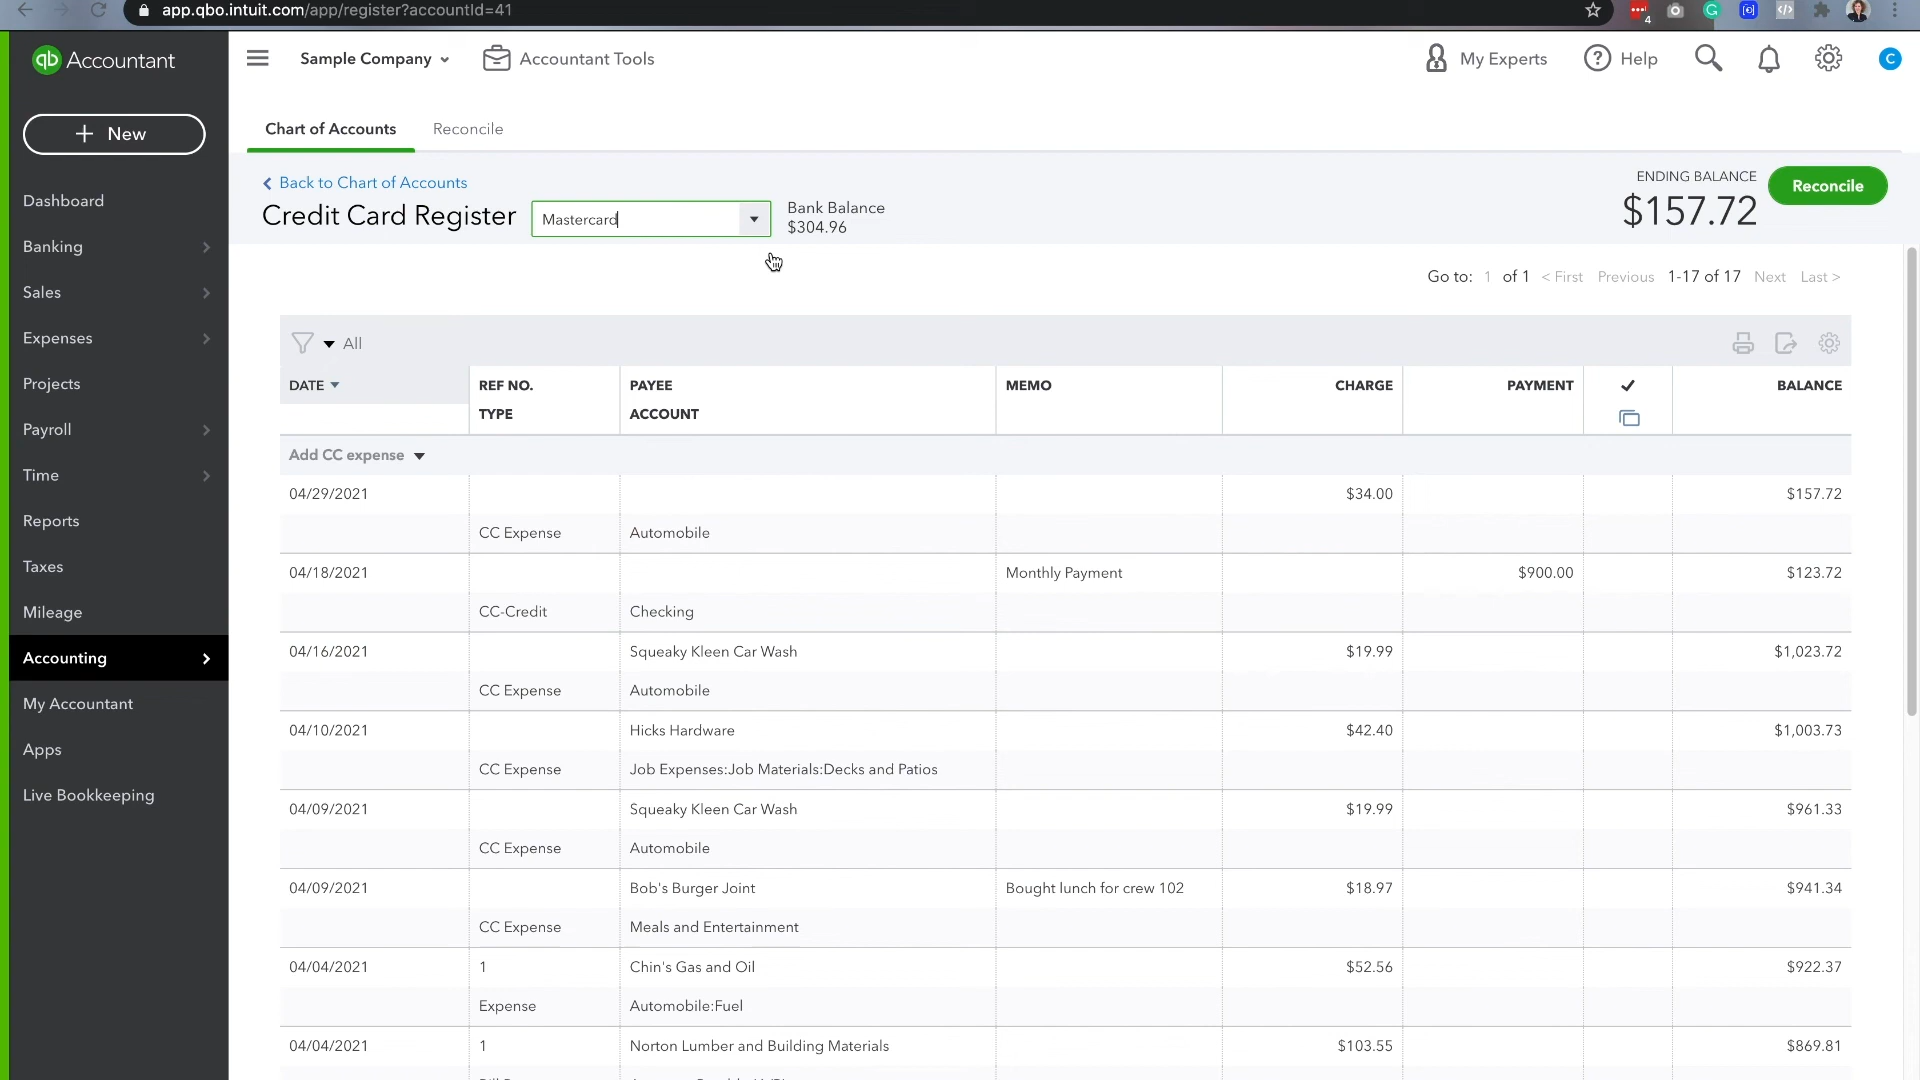 app.qbo.intuit.com/app/register?accountId=41
4
qb Accountant
Sample Company
Accountant Tools
My Experts
Help
C
+ New
Dashboard
Banking
Sales
Expenses
Projects
Payroll
Time
Reports
Taxes
Mileage
Accounting
My Accountant
Apps
Live Bookkeeping
Chart of Accounts Reconcile
Back to Chart of Accounts
Credit Card Register Mastercard
Bank Balance
$304.96
ENDING BALANCE
$157.72
Reconcile
Go to: 1 of 1 < First Previous 1-17 of 17 Next Last >
All
DATE REF NO. PAYEE MEMO CHARGE PAYMENT ✓ BALANCE
TYPE ACCOUNT
Add CC expense
04/29/2021 $34.00 $157.72
CC Expense Automobile
04/18/2021 Monthly Payment $900.00 $123.72
CC-Credit Checking
04/16/2021 Squeaky Kleen Car Wash $19.99 $1,023.72
CC Expense Automobile
04/10/2021 Hicks Hardware $42.40 $1,003.73
CC Expense Job Expenses:Job Materials:Decks and Patios
04/09/2021 Squeaky Kleen Car Wash $19.99 $961.33
CC Expense Automobile
04/09/2021 Bob's Burger Joint Bought lunch for crew 102 $18.97 $941.34
CC Expense Meals and Entertainment
04/04/2021 1 Chin's Gas and Oil $52.56 $922.37
Expense Automobile:Fuel
04/04/2021 1 Norton Lumber and Building Materials $103.55 $869.81